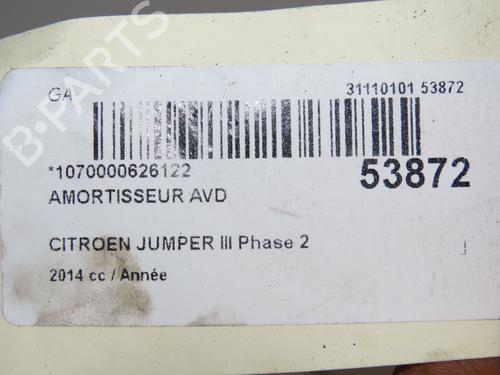 B-PARTS
GA
31110101 53872
*1070000626122
53872
AMORTISSEUR AVD
CITROEN JUMPER III Phase 2
2014 cc / Année